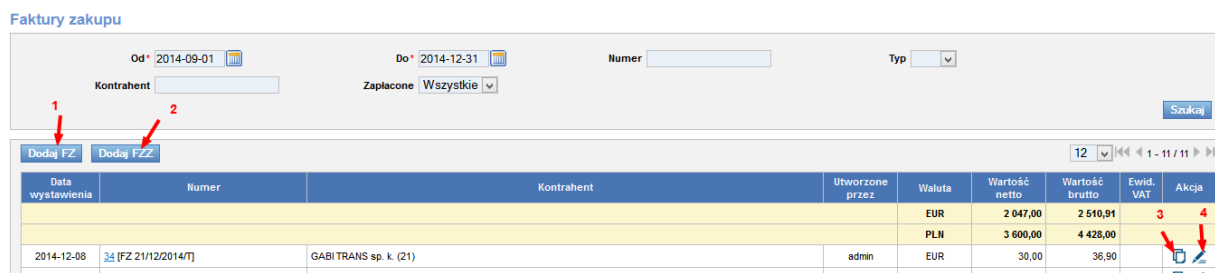 Faktury zakupu
Od * 2014-09-01 Do * 2014-12-31 Numer Typ
Kontrahent Zapłacone Wszystkie
1 2
Szukaj
Dodaj FZ Dodaj FZZ 12 1 - 11 / 11
Data wystawienia Numer Kontrahent Utworzone przez Waluta Wartość netto Wartość brutto Ewid. VAT Akcja
EUR 2 047,00 2 510,91 3 4
PLN 3 600,00 4 428,00
2014-12-08 34 [FZ 21/12/2014/T] GABITRANS sp. k. (21) admin EUR 30,00 36,90